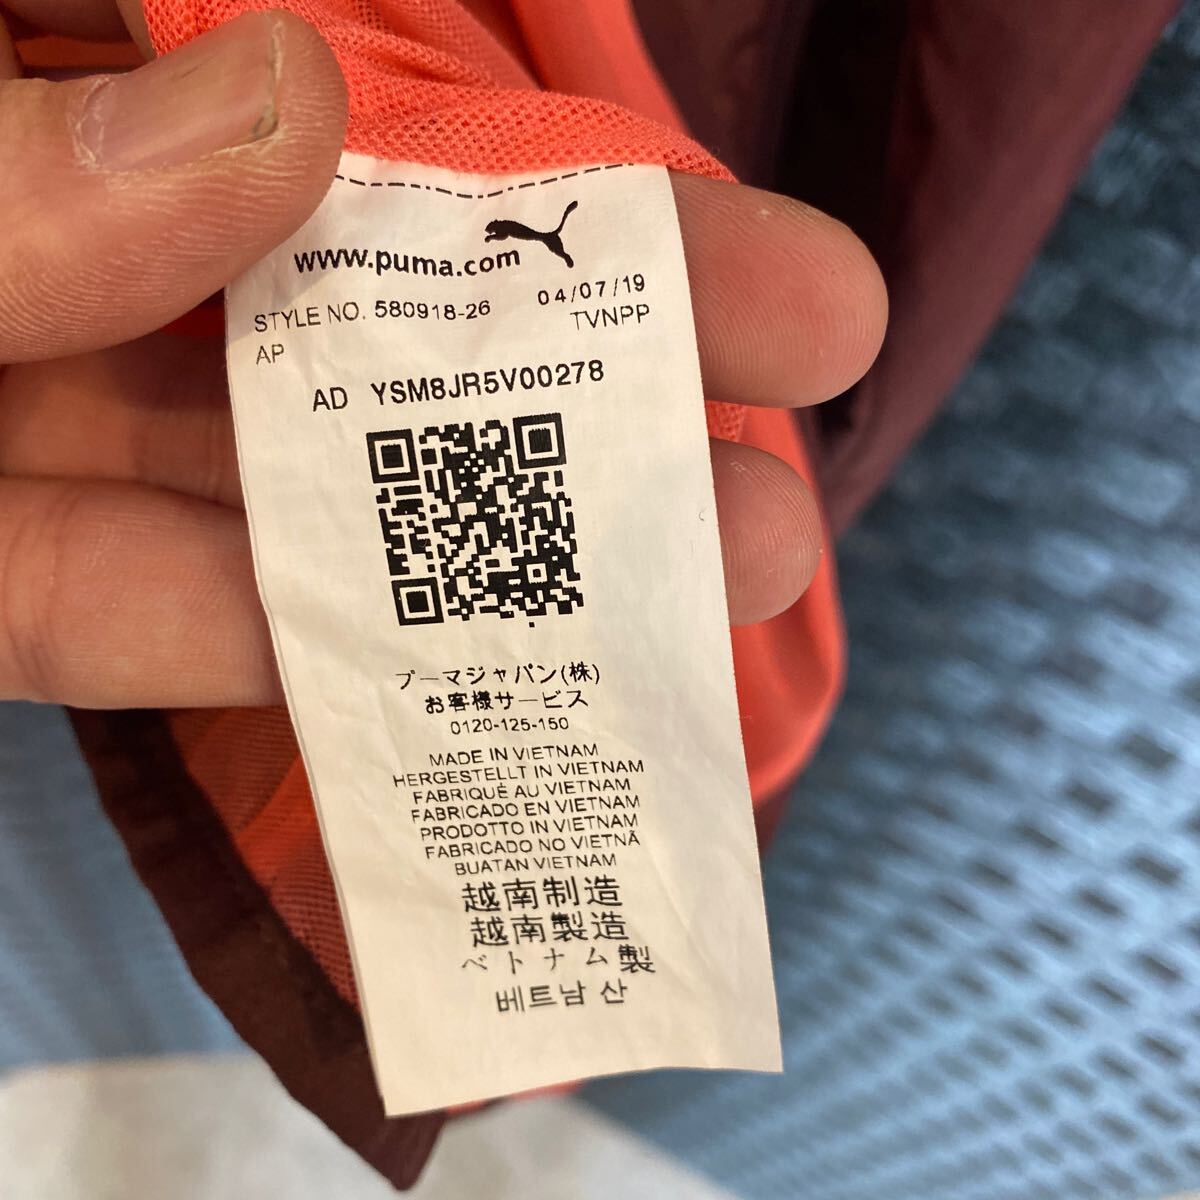 www.puma.com
STYLE NO. 580918-26 04/07/19
AP TVNPP
AD YSM8JR5V00278
プーマジャパン(株)
お客様サービス
0120-125-150
MADE IN VIETNAM
HERGESTELLT IN VIETNAM
FABRIQUÉ AU VIETNAM
FABRICADO EN VIETNAM
PRODOTTO IN VIETNAM
FABRICADO NO VIETNÃ
BUATAN VIETNAM
越南制造
越南製造
ベトナム製
베트남 산